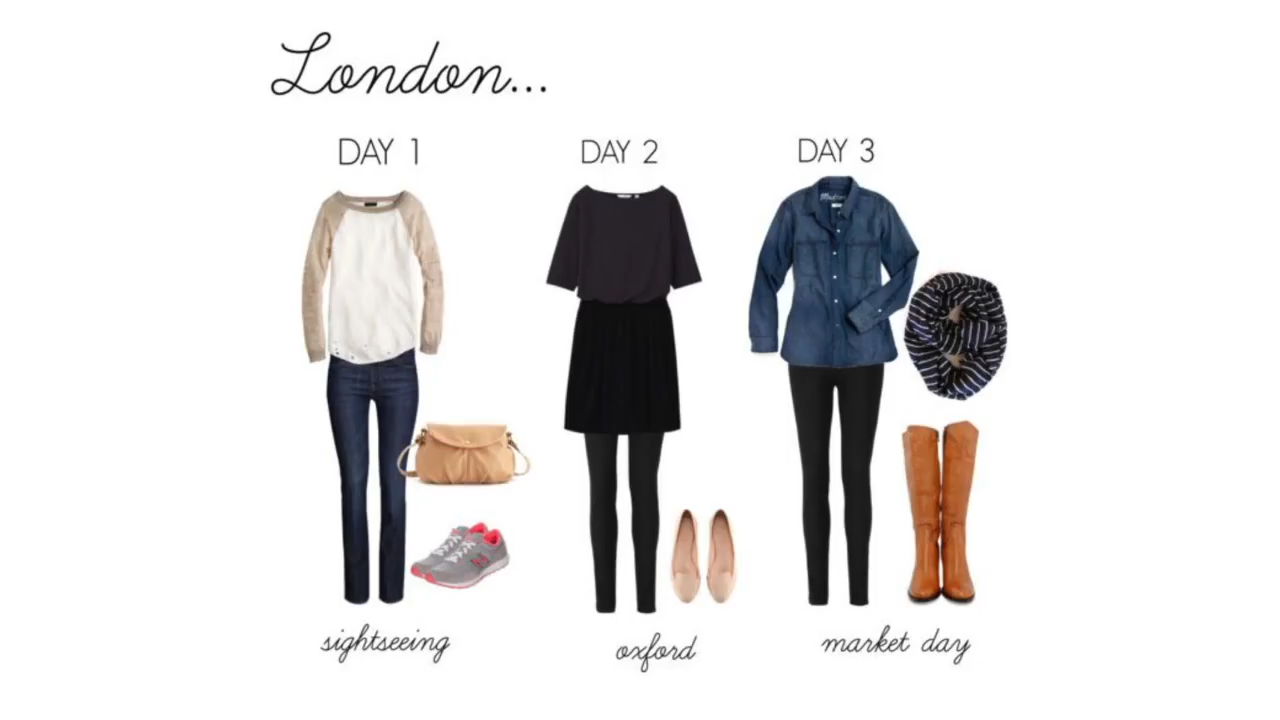 London...
DAY 1
DAY 2
DAY 3
sightseeing
oxford
market day